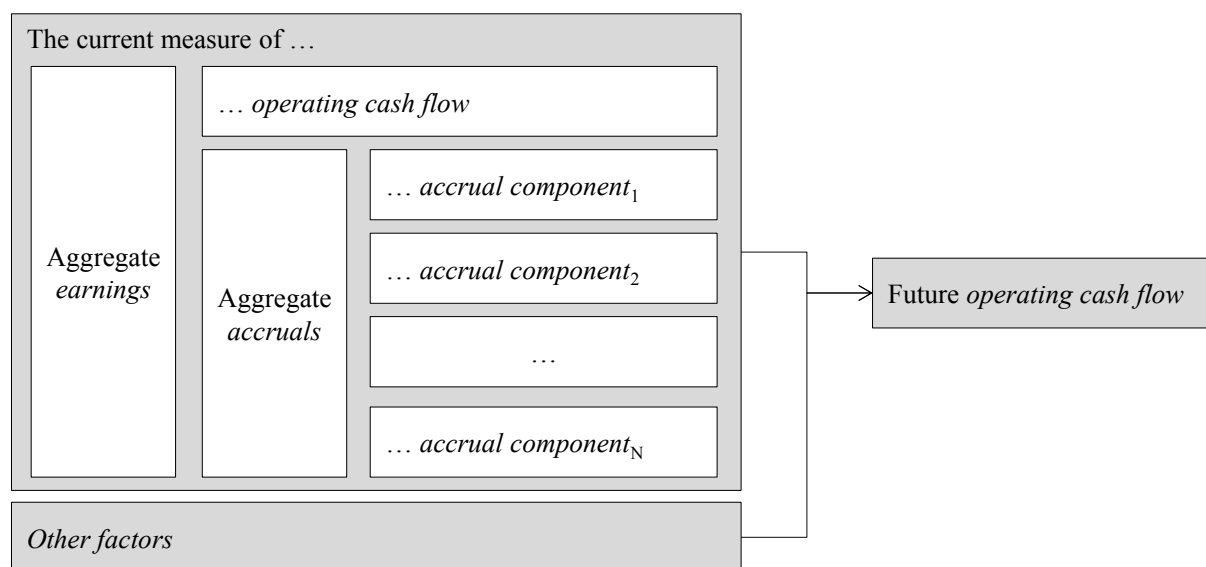 The current measure of …
… operating cash flow
Aggregate
earnings
Aggregate
accruals
… accrual component₁
… accrual component₂
…
… accrual componentN
Other factors
Future operating cash flow